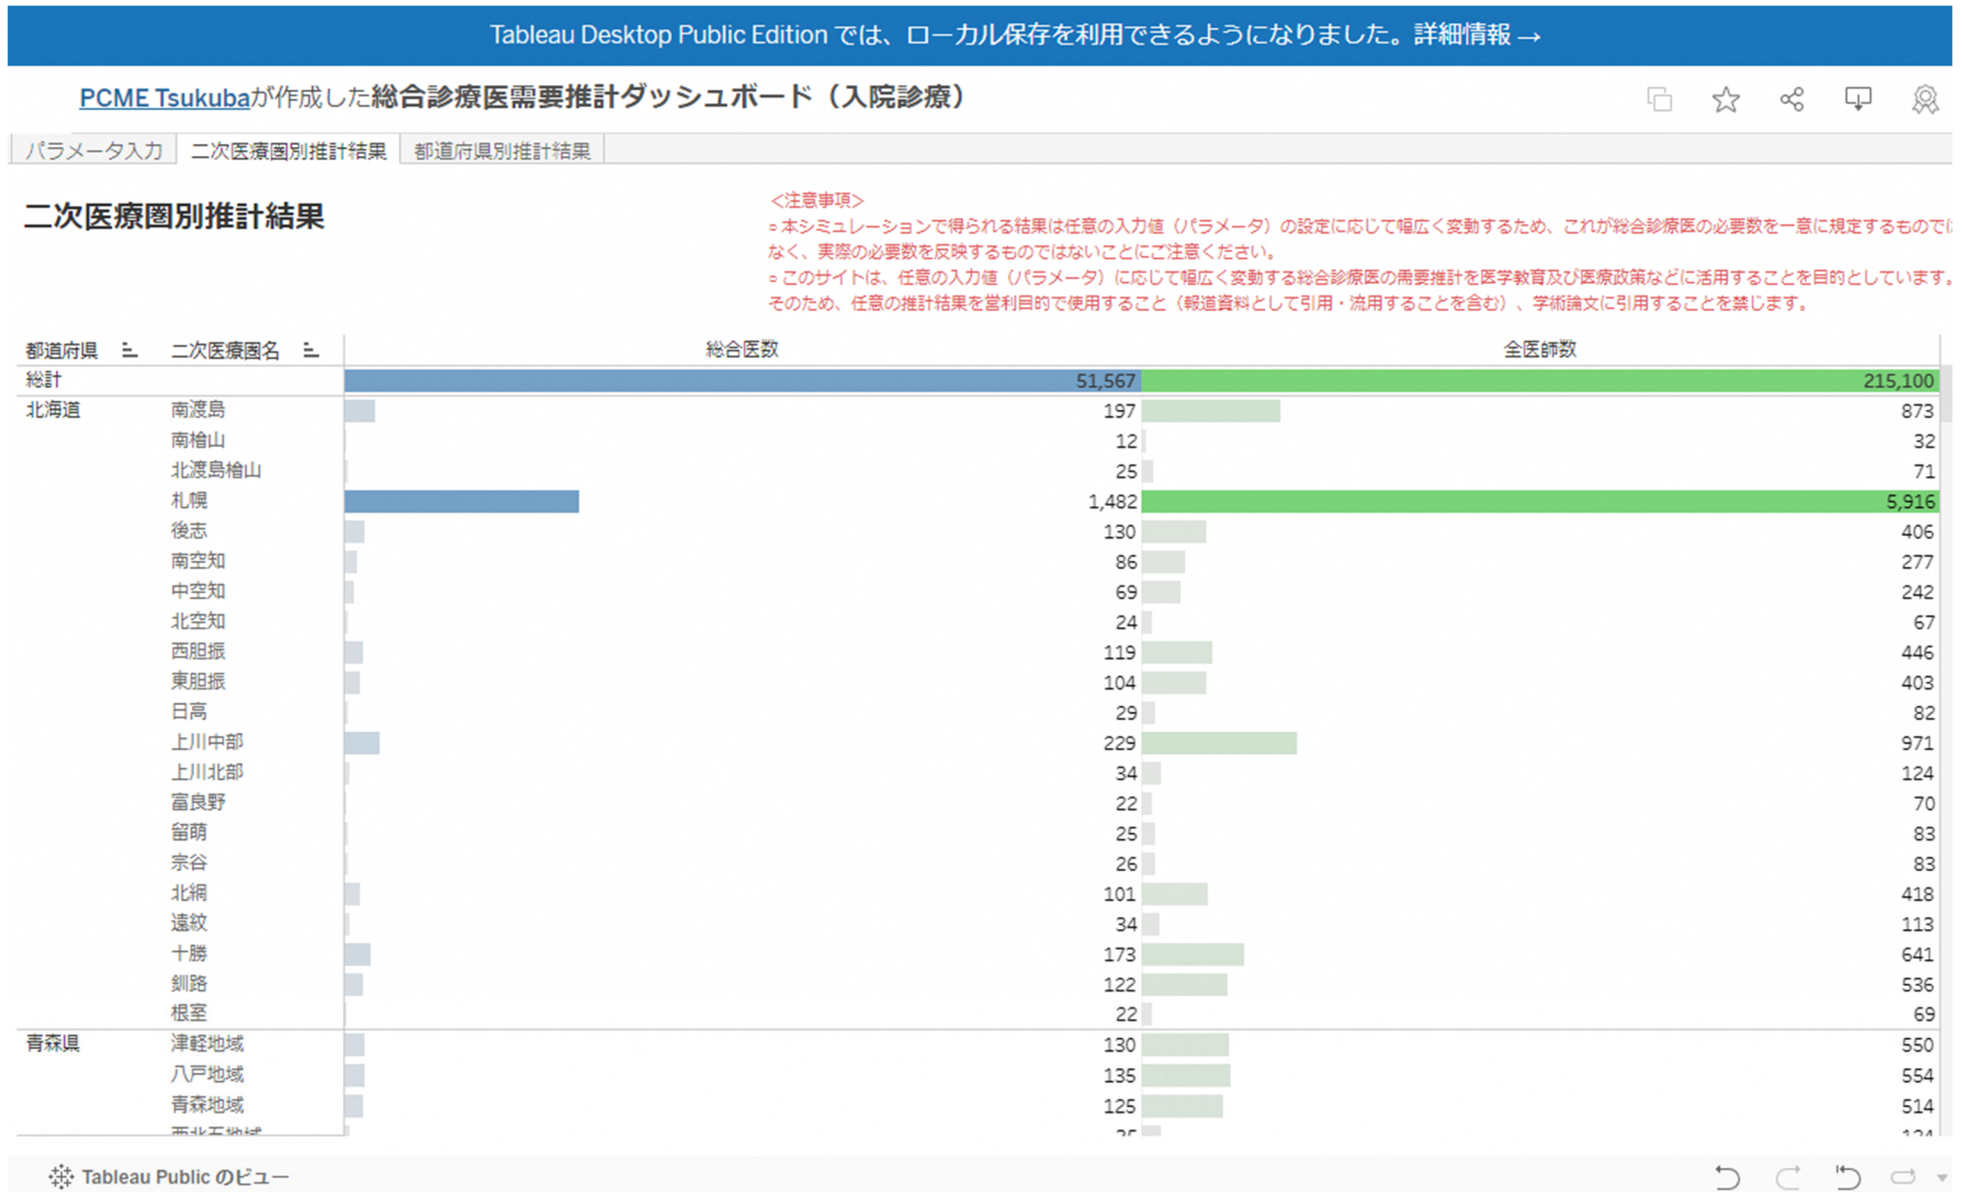 Tableau Desktop Public Edition では、ローカル保存を利用できるようになりました。詳細情報 →
PCME Tsukubaが作成した総合診療医需要推計ダッシュボード（入院診療）
パラメータ入力 二次医療圏別推計結果 都道府県別推計結果
二次医療圏別推計結果
＜注意事項＞
○本シミュレーションで得られる結果は任意の入力値（パラメータ）の設定に応じて幅広く変動するため、これが総合診療医の必要数を一意に規定するものでは
なく、実際の必要数を反映するものではないことにご注意ください。
○このサイトは、任意の入力値（パラメータ）に応じて幅広く変動する総合診療医の需要推計を医学教育及び医療政策などに活用することを目的としています。
そのため、任意の推計結果を営利目的で使用すること（報道資料として引用・流用することを含む）、学術論文に引用することを禁じます。
都道府県 二次医療圏名 総合医数 全医師数
総計 51,567 215,100
北海道 南渡島 197 873
南檜山 12 32
北渡島檜山 25 71
札幌 1,482 5,916
後志 130 406
南空知 86 277
中空知 69 242
北空知 24 67
西胆振 119 446
東胆振 104 403
日高 29 82
上川中部 229 971
上川北部 34 124
富良野 22 70
留萌 25 83
宗谷 26 83
北網 101 418
遠紋 34 113
十勝 173 641
釧路 122 536
根室 22 69
青森県 津軽地域 130 550
八戸地域 135 554
青森地域 125 514
Tableau Public のビュー